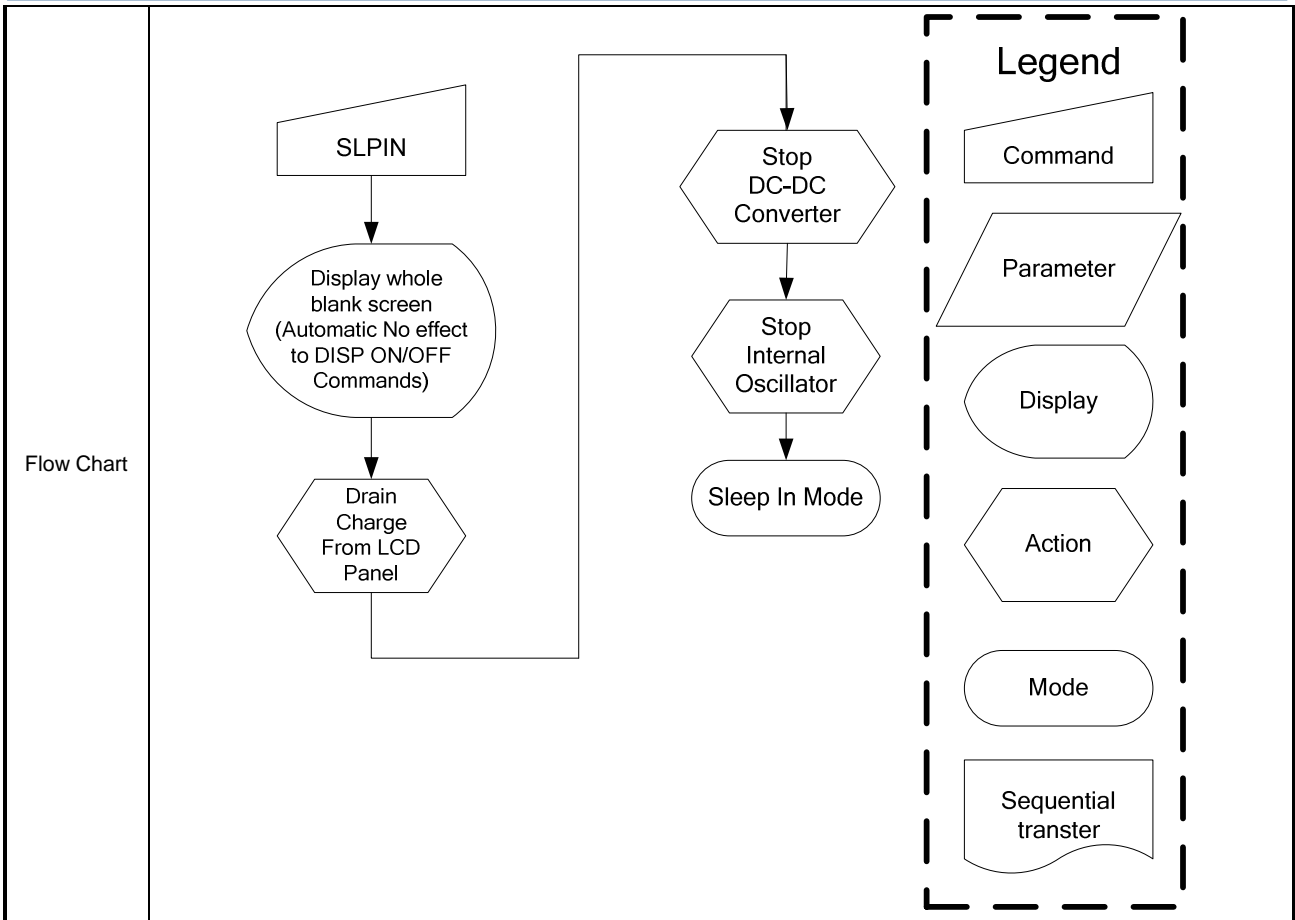 Flow Chart
SLPIN
Display whole
blank screen
(Automatic No effect
to DISP ON/OFF
Commands)
Drain
Charge
From LCD
Panel
Stop
DC-DC
Converter
Stop
Internal
Oscillator
Sleep In Mode
Legend
Command
Parameter
Display
Action
Mode
Sequential
transter